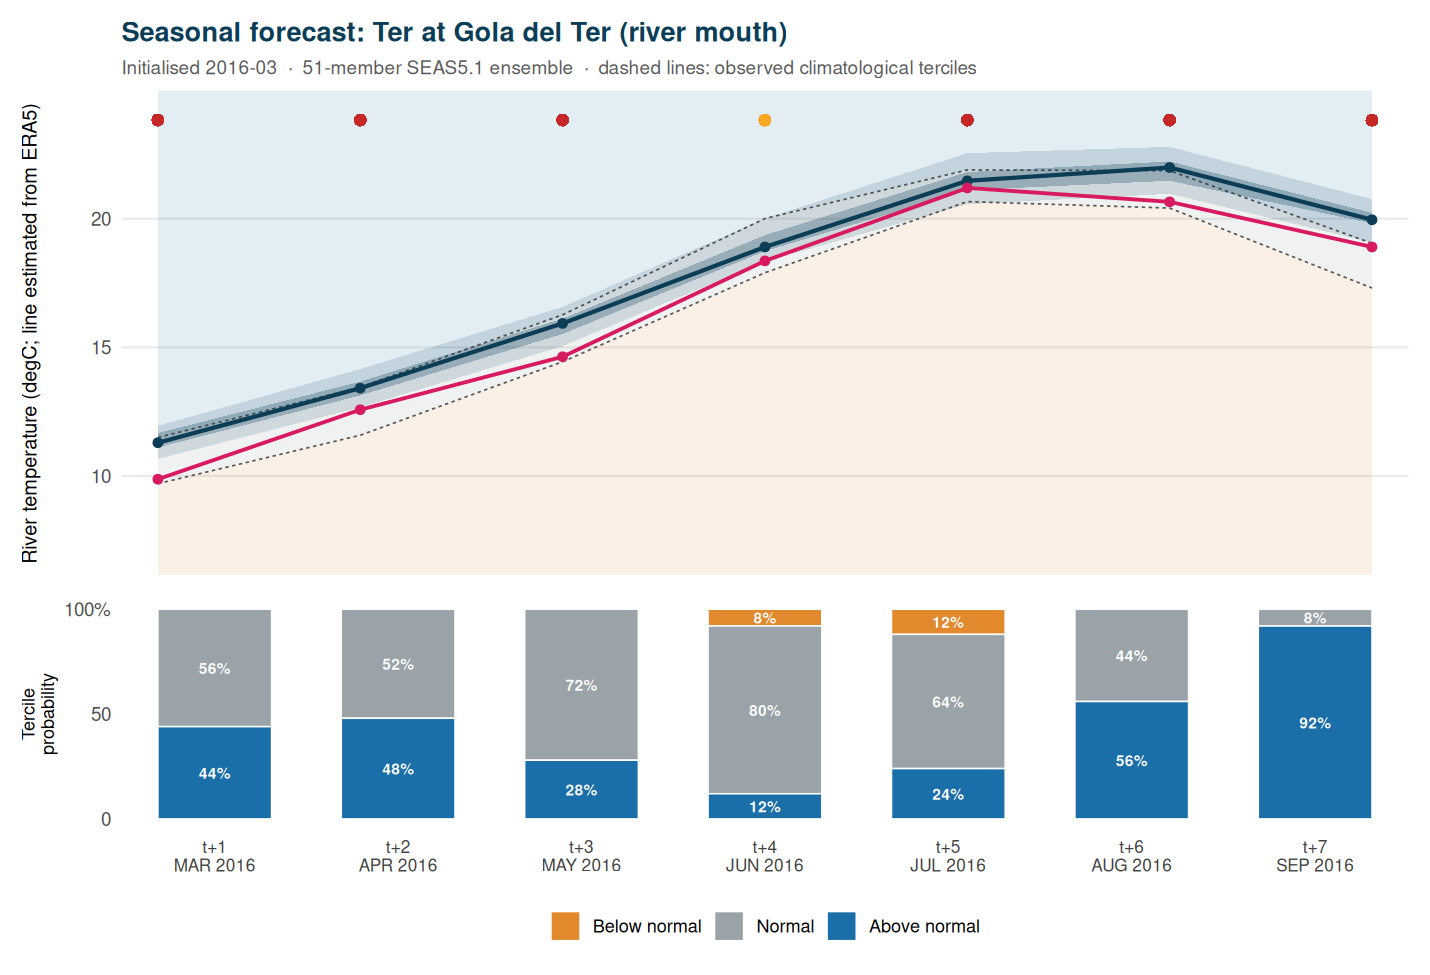 Seasonal forecast: Ter at Gola del Ter (river mouth)
Initialised 2016-03 · 51-member SEAS5.1 ensemble · dashed lines: observed climatological terciles
River temperature (degC; line estimated from ERA5)
20
15
10
Tercile
probability
100%
50
0
56%
44%
52%
48%
72%
28%
8%
80%
12%
12%
64%
24%
44%
56%
8%
92%
t+1
MAR 2016
t+2
APR 2016
t+3
MAY 2016
t+4
JUN 2016
t+5
JUL 2016
t+6
AUG 2016
t+7
SEP 2016
Below normal
Normal
Above normal